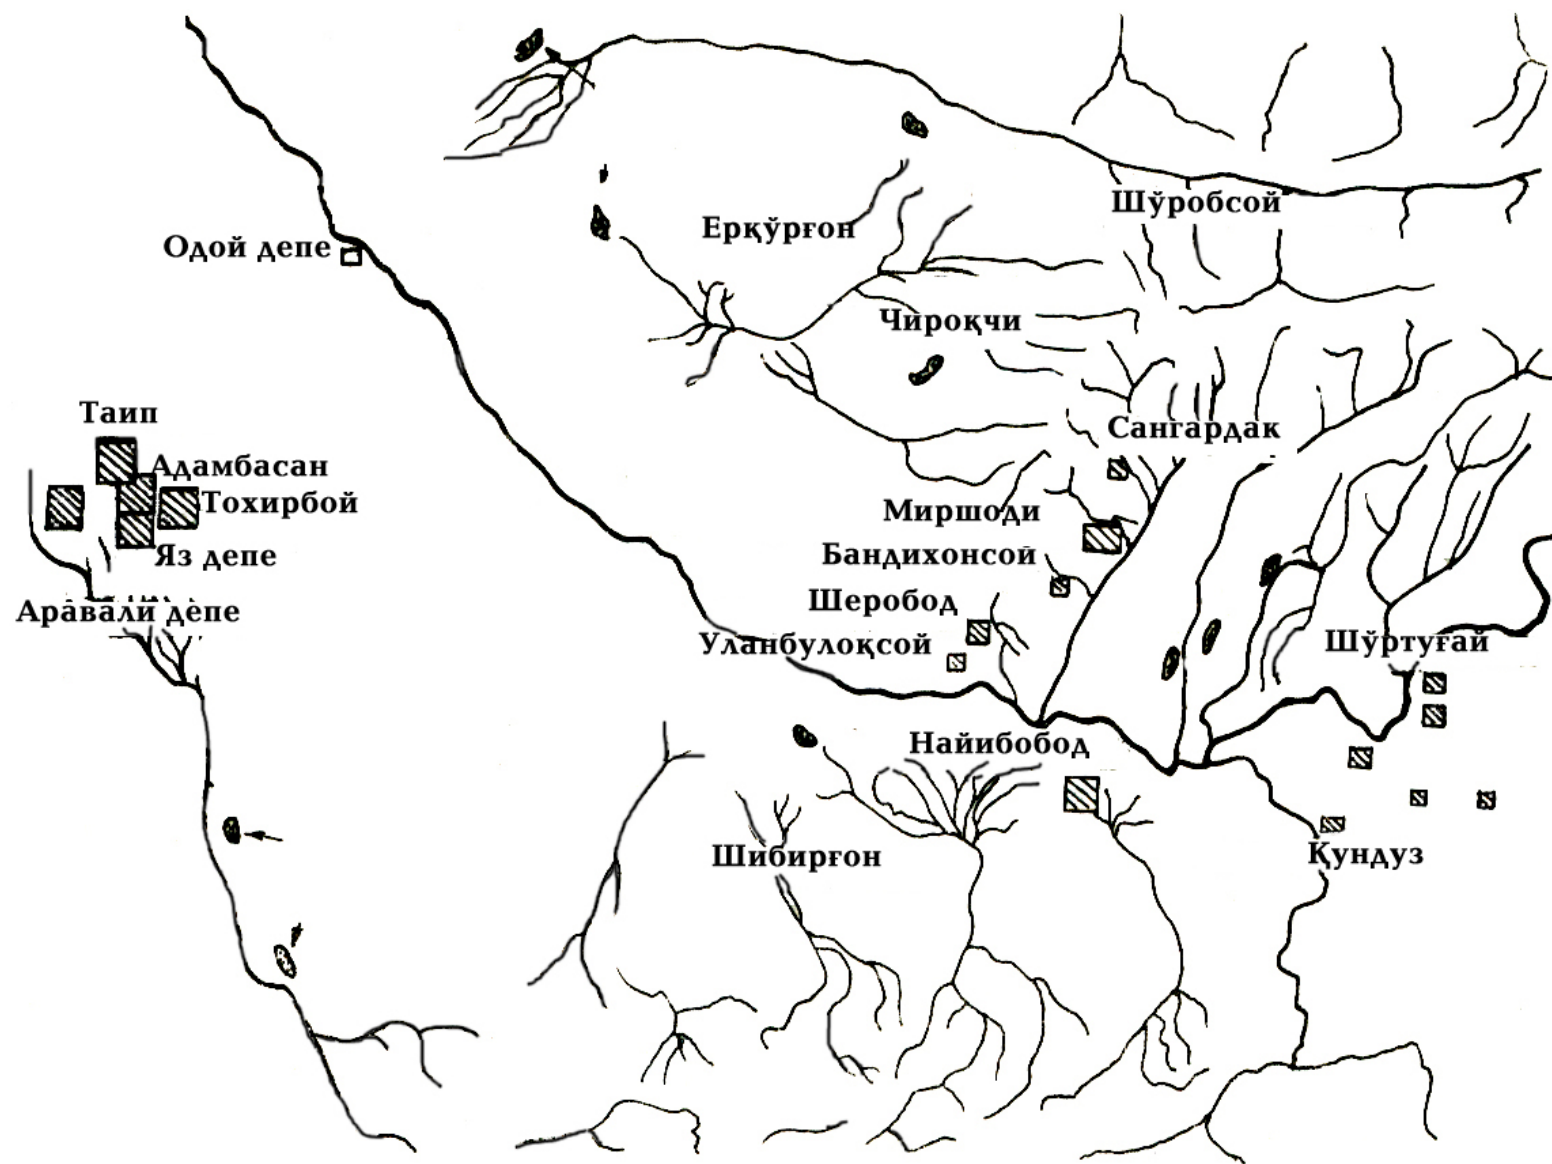 Шўробсой
Ерқўрғон
Одой депе
Чироқчи
Таип
Сангардак
Адамбасан
Тохирбой
Миршоди
Яз депе
Бандихонсой
Шеробод
Аравали депе
Уланбулоқсой
Шўртуғай
Найибобод
Шибирғон
Қундуз